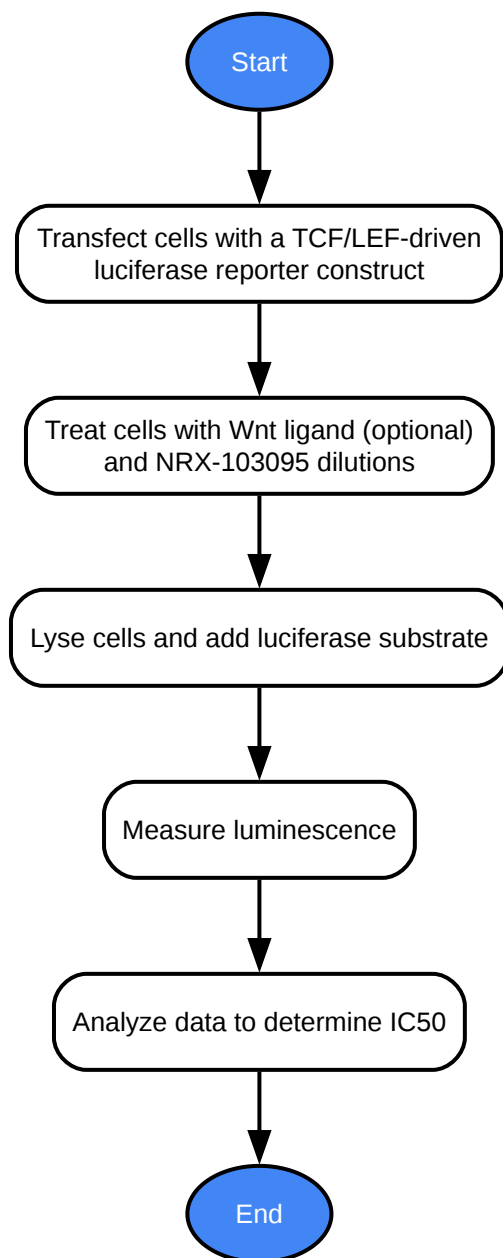 Start
Transfect cells with a TCF/LEF-driven
luciferase reporter construct
Treat cells with Wnt ligand (optional)
and NRX-103095 dilutions
Lyse cells and add luciferase substrate
Measure luminescence
Analyze data to determine IC50
End